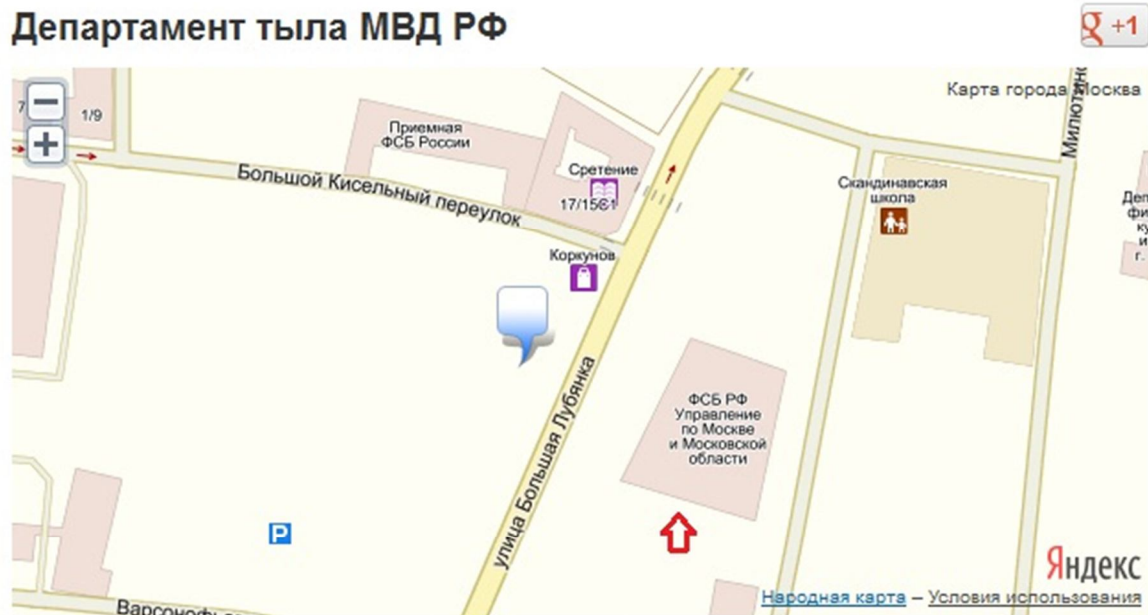 Департамент тыла МВД РФ
g +1
Карта города Москва
7
1/9
Приемная
ФСБ России
Большой Кисельный переулок
Сретение
17/15С1
Коркунов
Скандинавская
школа
ФСБ РФ
Управление
по Москве
и Московской
области
улица Большая Лубянка
P
Яндекс
Народная карта – Условия использования